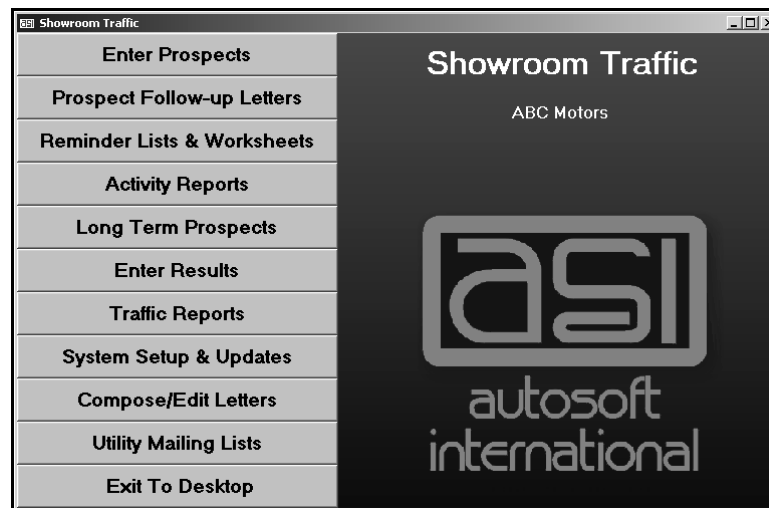 Showroom Traffic
Enter Prospects
Prospect Follow-up Letters
Reminder Lists & Worksheets
Activity Reports
Long Term Prospects
Enter Results
Traffic Reports
System Setup & Updates
Compose/Edit Letters
Utility Mailing Lists
Exit To Desktop
Showroom Traffic
ABC Motors
asi
autosoft
international